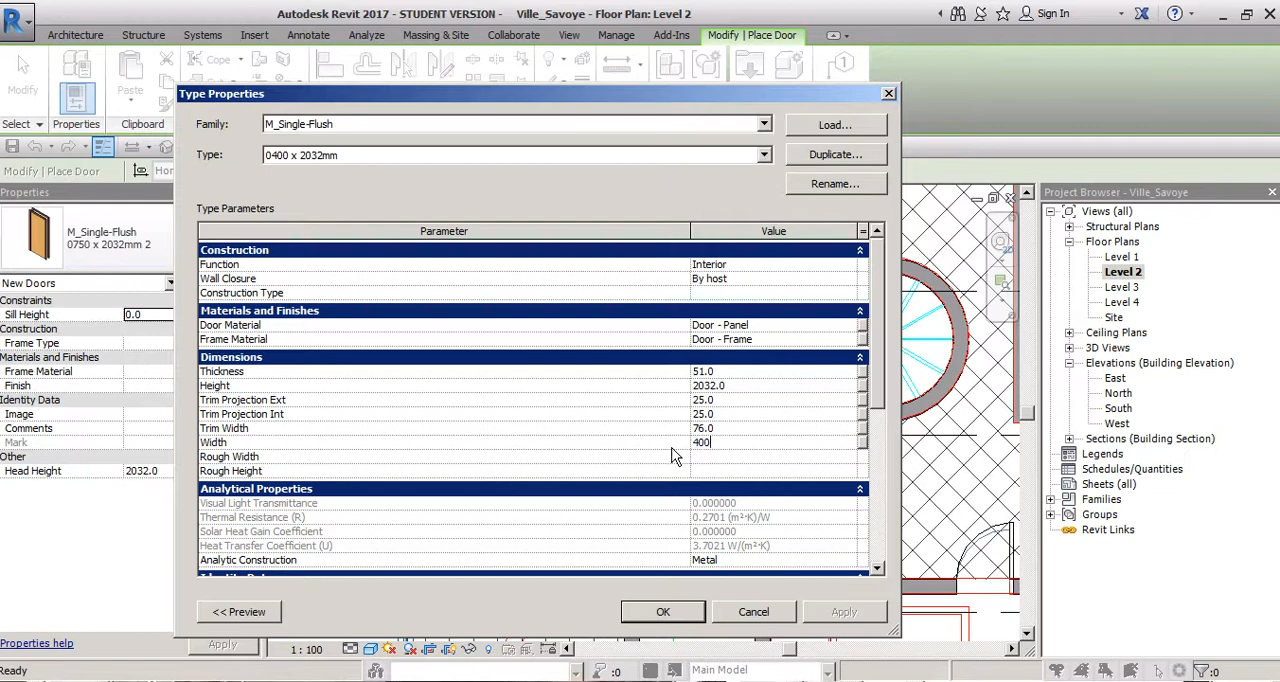 Autodesk Revit 2017 - STUDENT VERSION - Ville_Savoye - Floor Plan: Level 2
Sign In
Architecture Structure Systems Insert Annotate Analyze Massing & Site Collaborate View Manage Add-Ins Modify | Place Door
Modify
Paste
Cope
Select Properties Clipboard
Modify | Place Door
Hor
Properties
M_Single-Flush
0750 x 2032mm 2
New Doors
Constraints
Sill Height 0.0
Construction
Frame Type
Materials and Finishes
Frame Material
Finish
Identity Data
Image
Comments
Mark
Other
Head Height 2032.0
Properties help
Apply
Type Properties
Family: M_Single-Flush Load...
Type: 0400 x 2032mm Duplicate...
Rename...
Type Parameters
Parameter Value =
Construction
Function Interior
Wall Closure By host
Construction Type
Materials and Finishes
Door Material Door - Panel
Frame Material Door - Frame
Dimensions
Thickness 51.0
Height 2032.0
Trim Projection Ext 25.0
Trim Projection Int 25.0
Trim Width 76.0
Width 400
Rough Width
Rough Height
Analytical Properties
Visual Light Transmittance 0.000000
Thermal Resistance (R) 0.2701 (m²·K)/W
Solar Heat Gain Coefficient 0.000000
Heat Transfer Coefficient (U) 3.7021 W/(m²·K)
Analytic Construction Metal
<< Preview OK Cancel Apply
Project Browser - Ville_Savoye
Views (all)
Structural Plans
Floor Plans
Level 1
Level 2
Level 3
Level 4
Site
Ceiling Plans
3D Views
Elevations (Building Elevation)
East
North
South
West
Sections (Building Section)
Legends
Schedules/Quantities
Sheets (all)
Families
Groups
Revit Links
1 : 100
Ready
:0
Main Model
:0